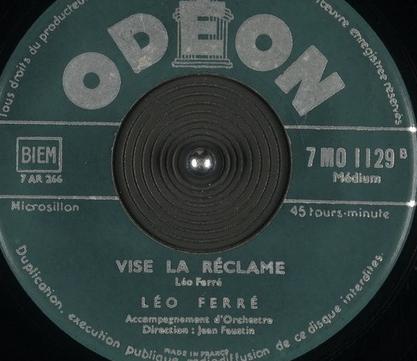 Tous droits du producteur
l'œuvre enregistrée réservés
ODEON
BIEM
7 AR 266
7 MO 1129 B
Médium
Microsillon
45 tours-minute
VISE LA RÉCLAME
Léo Ferré
LÉO FERRÉ
Accompagnement d'Orchestre
Direction : Jean Faustin
MADE IN FRANCE
Duplication, exécution publique, radiodiffusion de ce disque interdites.